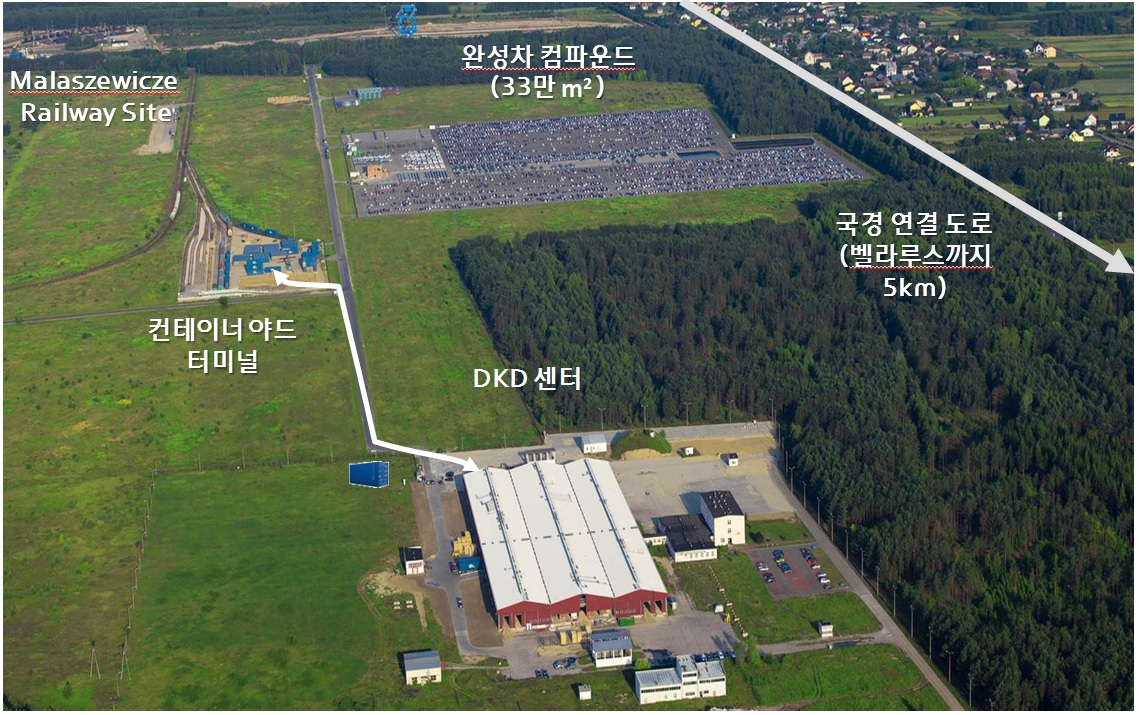 완성차 컴파운드
(33만 m²)
Malaszewicze
Railway Site
국경 연결 도로
(벨라루스까지
5km)
컨테이너 야드
터미널
DKD 센터